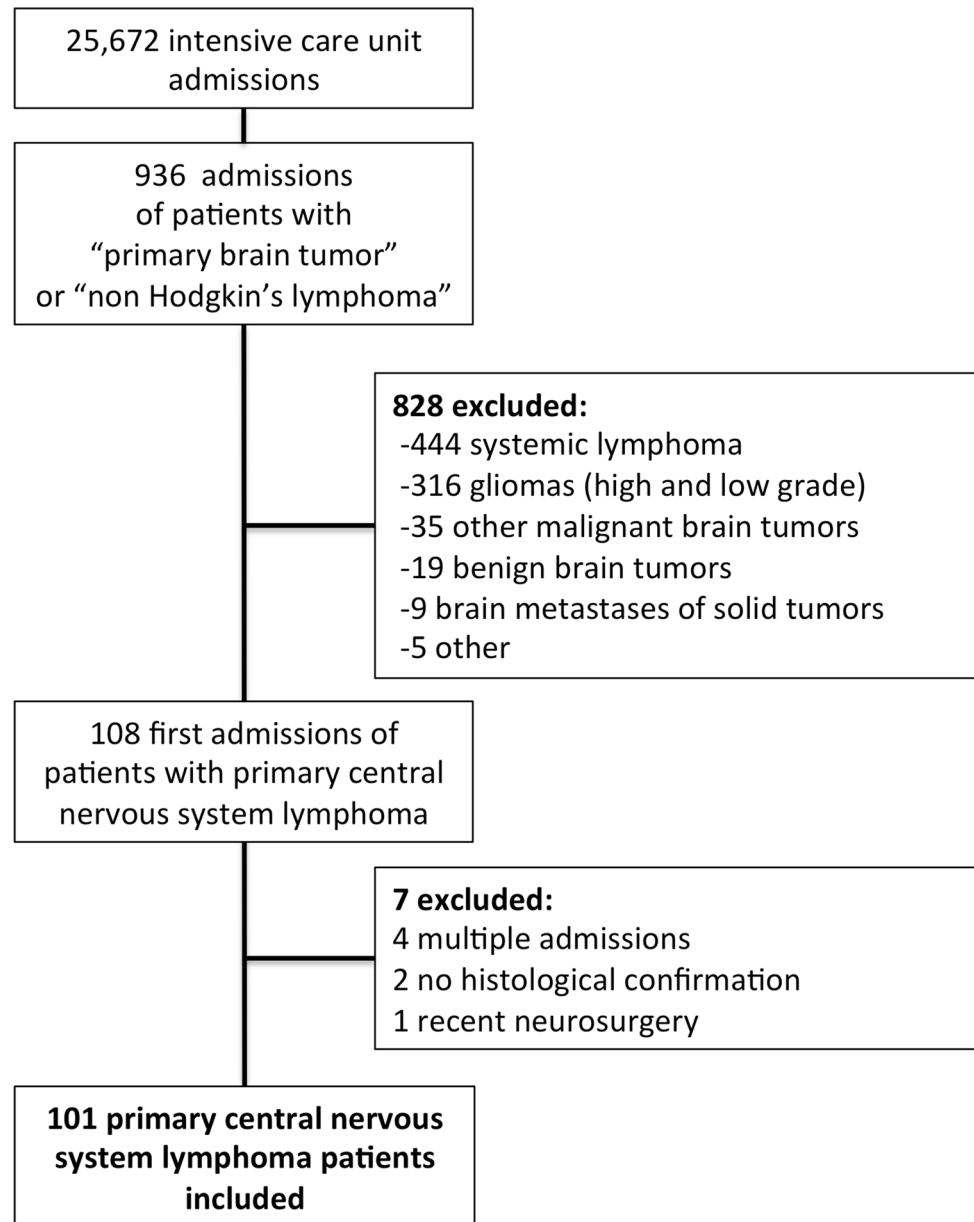 25,672 intensive care unit
admissions
936 admissions
of patients with
“primary brain tumor”
or “non Hodgkin’s lymphoma”
828 excluded:
-444 systemic lymphoma
-316 gliomas (high and low grade)
-35 other malignant brain tumors
-19 benign brain tumors
-9 brain metastases of solid tumors
-5 other
108 first admissions of
patients with primary central
nervous system lymphoma
7 excluded:
4 multiple admissions
2 no histological confirmation
1 recent neurosurgery
101 primary central nervous
system lymphoma patients
included